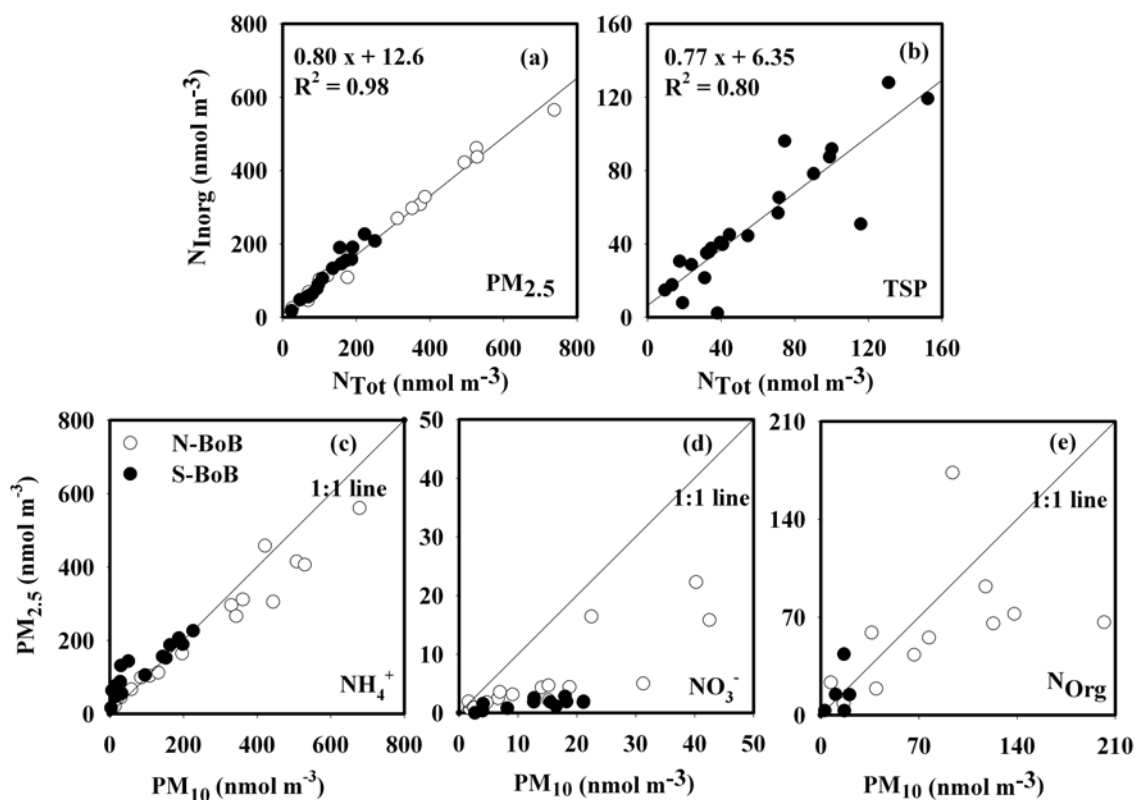 800
600
400
200
0
N_Inorg (nmol m⁻³)
0.80 x + 12.6
R² = 0.98
(a)
PM₂.₅
0 200 400 600 800
N_Tot (nmol m⁻³)
160
120
80
40
0
0.77 x + 6.35
R² = 0.80
(b)
TSP
0 40 80 120 160
N_Tot (nmol m⁻³)
800
600
400
200
0
PM₂.₅ (nmol m⁻³)
N-BoB
S-BoB
(c)
1:1 line
NH₄⁺
0 200 400 600 800
PM₁₀ (nmol m⁻³)
50
40
30
20
10
0
(d)
1:1 line
NO₃⁻
0 10 20 30 40 50
PM₁₀ (nmol m⁻³)
210
140
70
0
(e)
1:1 line
N_Org
0 70 140 210
PM₁₀ (nmol m⁻³)